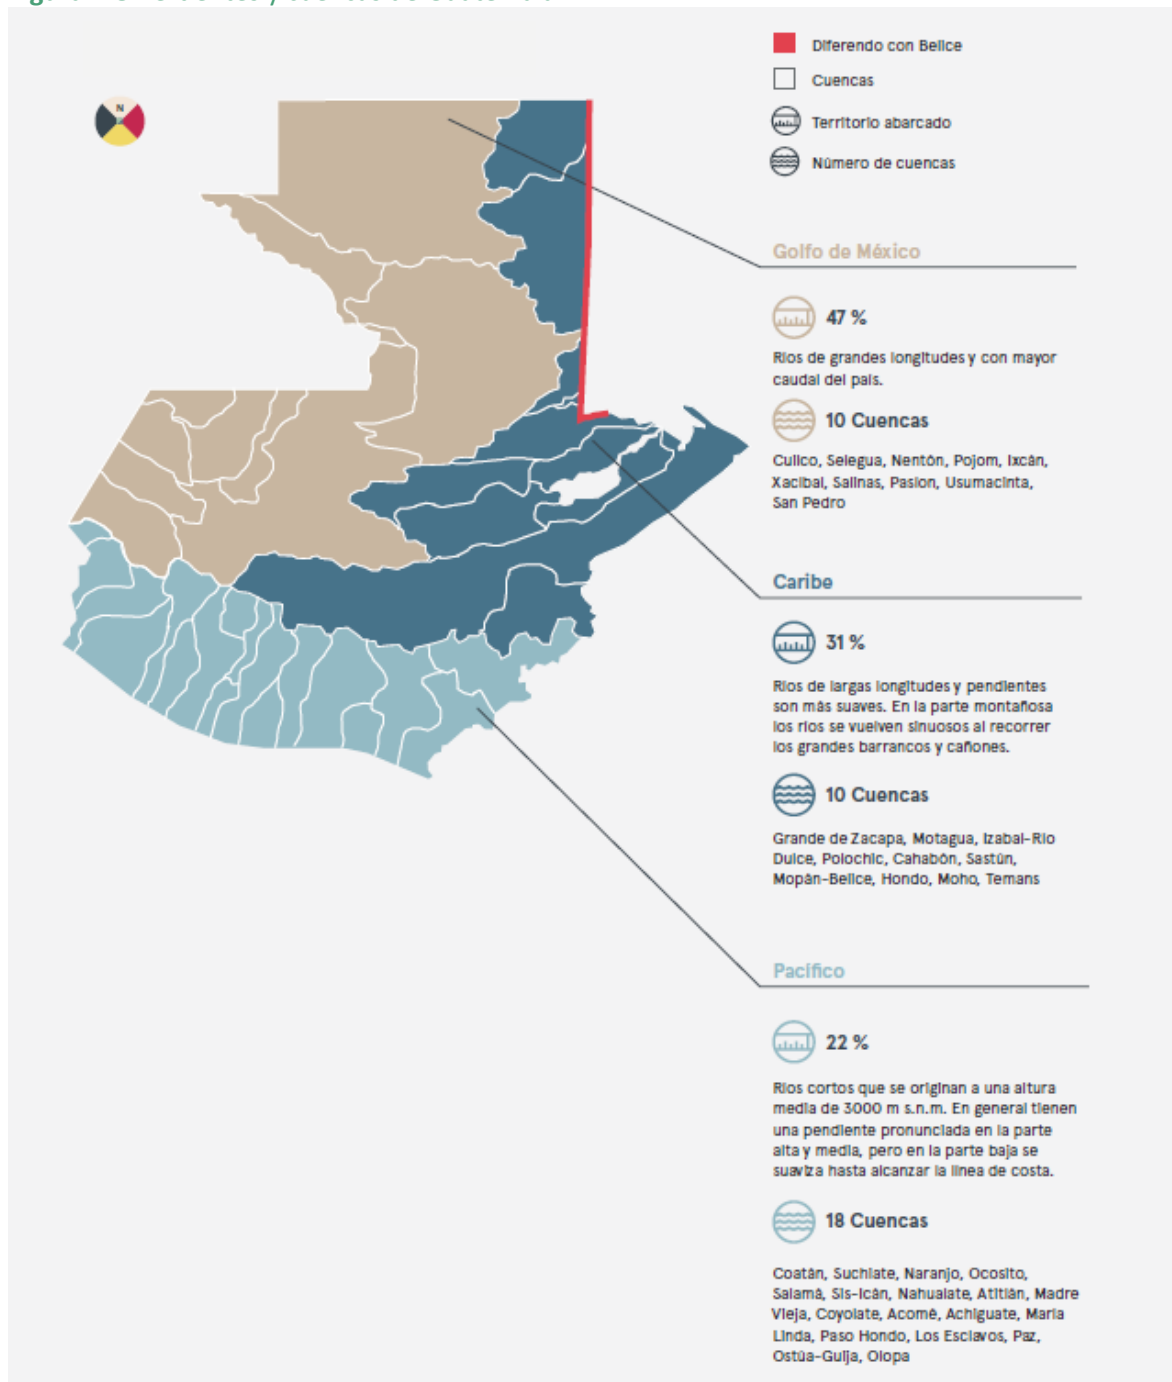 N
Diferendo con Belice
Cuencas
Territorio abarcado
Número de cuencas
Golfo de México
47 %
Ríos de grandes longitudes y con mayor
caudal del país.
10 Cuencas
Culico, Selegua, Nentón, Pojom, Ixcán,
Xacibal, Salinas, Pasion, Usumacinta,
San Pedro
Caribe
31 %
Ríos de largas longitudes y pendientes
son más suaves. En la parte montañosa
los ríos se vuelven sinuosos al recorrer
los grandes barrancos y cañones.
10 Cuencas
Grande de Zacapa, Motagua, Izabal-Río
Dulce, Polochic, Cahabón, Sastún,
Mopán-Belice, Hondo, Moho, Temans
Pacífico
22 %
Ríos cortos que se originan a una altura
media de 3000 m s.n.m. En general tienen
una pendiente pronunciada en la parte
alta y media, pero en la parte baja se
suaviza hasta alcanzar la línea de costa.
18 Cuencas
Coatán, Suchiate, Naranjo, Ocosito,
Salamá, Sis-Icán, Nahualate, Atitlán, Madre
Vieja, Coyolate, Acomé, Achiguate, María
Linda, Paso Hondo, Los Esclavos, Paz,
Ostúa-Guija, Olopa